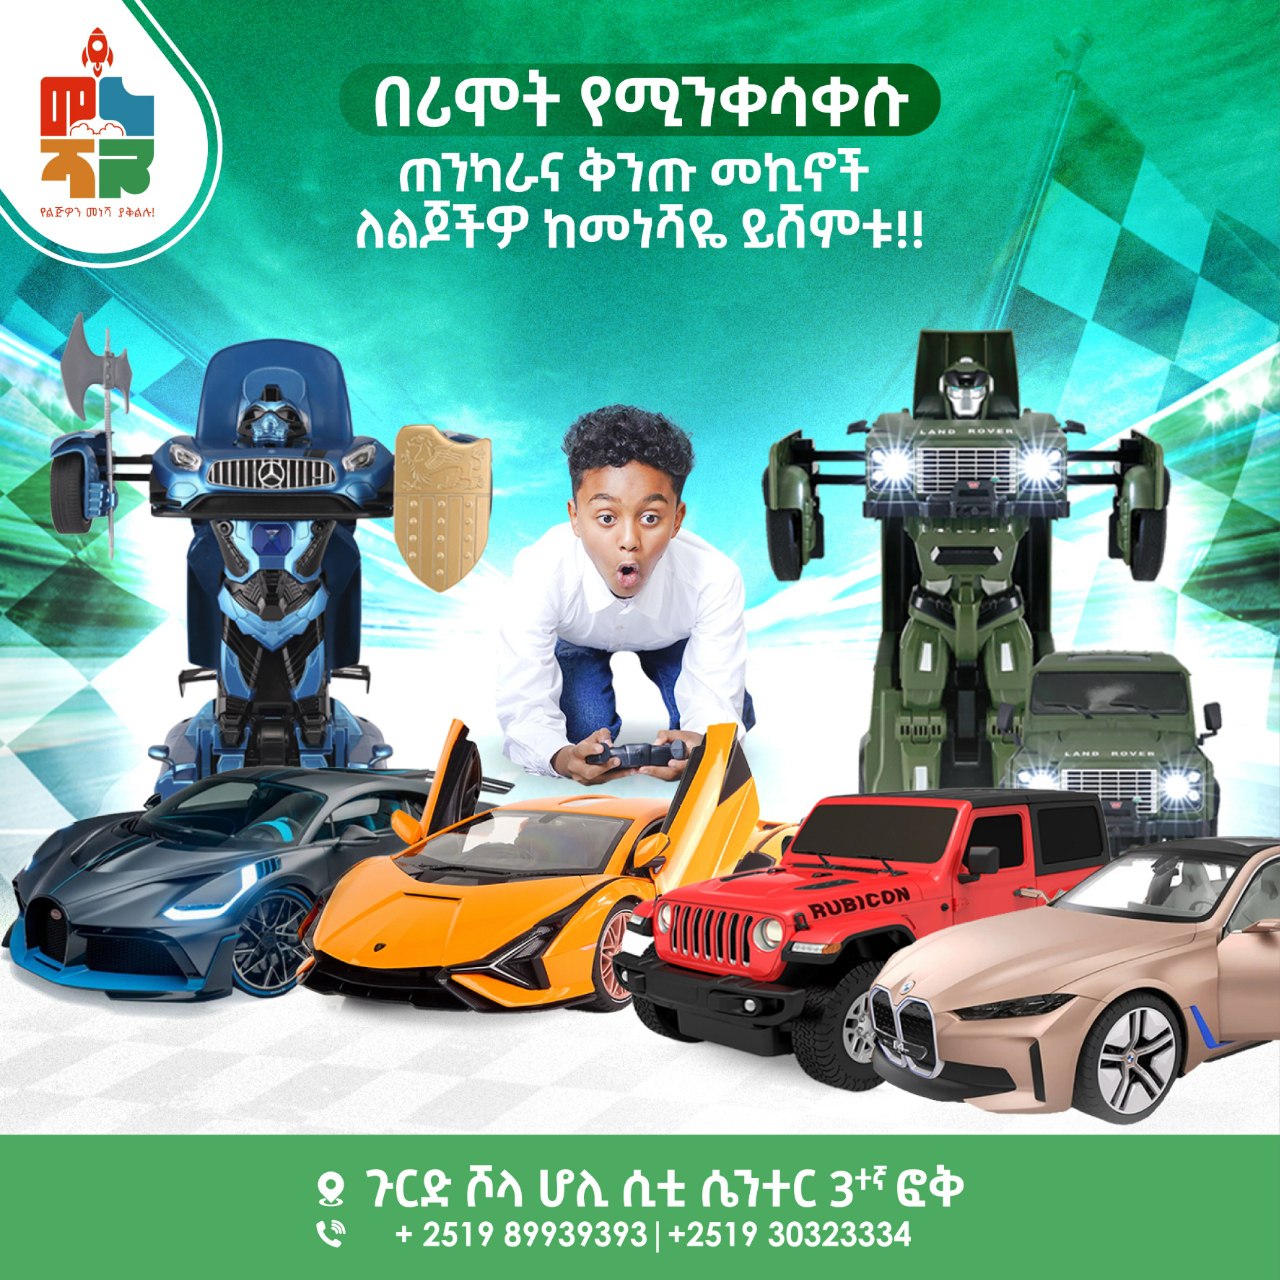 መነሻዬ
የልጅዎን መነሻ ያቅልሉ!
በሪሞት የሚንቀሳቀሱ
ጠንካራና ቅንጡ መኪኖች
ለልጆችዎ ከመነሻዬ ይሸምቱ!!
LAND ROVER
LAND ROVER
RUBICON
ጉርድ ሾላ ሆሊ ሲቲ ሴንተር 3ተኛ ፎቅ
+ 2519 89939393 | +2519 30323334